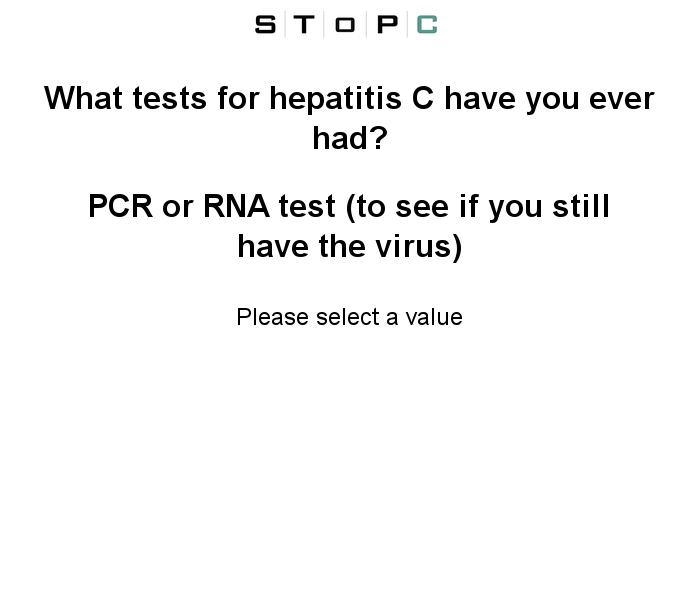 STOPC
What tests for hepatitis C have you ever
had?
PCR or RNA test (to see if you still
have the virus)
Please select a value